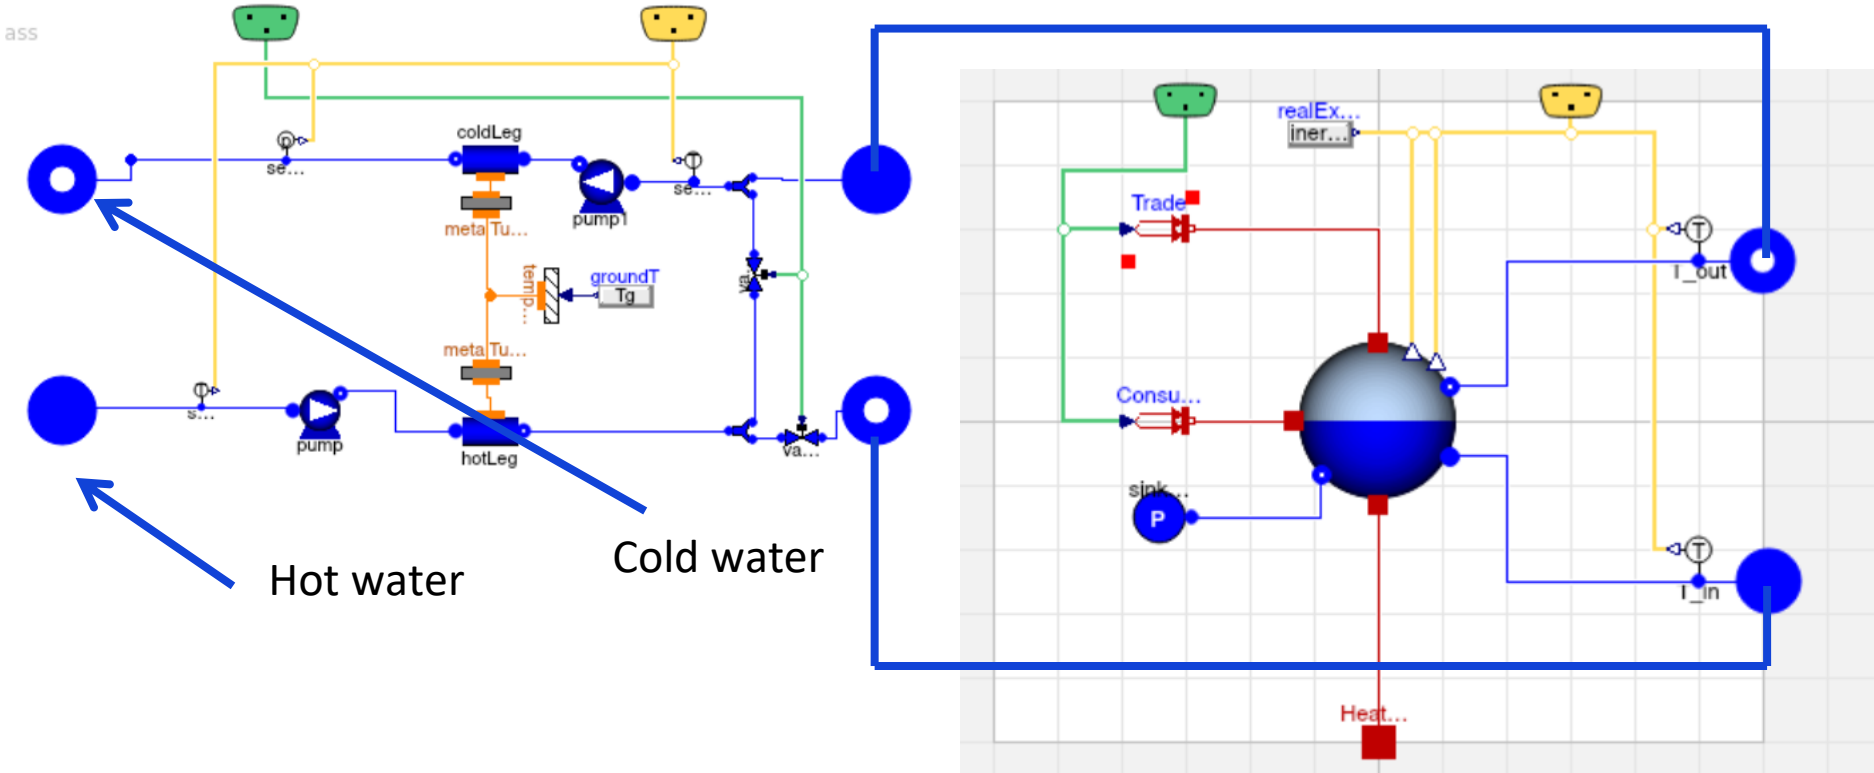 ass
realEx...
iner...
coldLeg
p
T
se...
se...
pump1
Trade
meta Tu...
T
T_out
groundT
Tg
temp...
va...
meta Tu...
T
s...
pump
hotLeg
va...
Consu...
sink...
P
T
T_in
Cold water
Hot water
Heat...